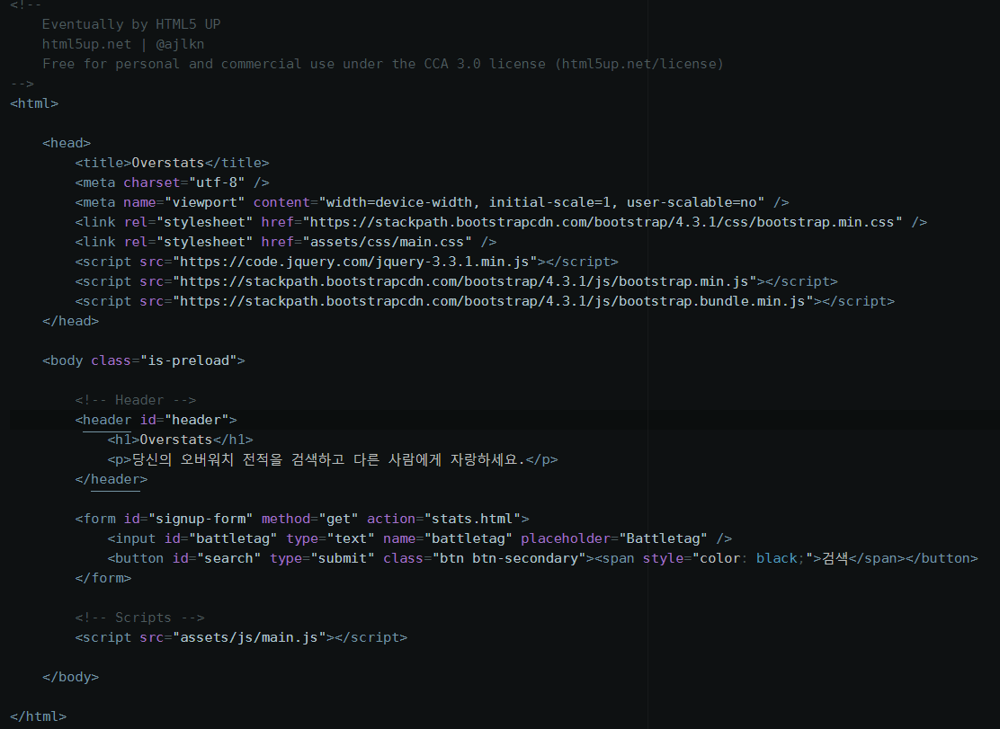 <!--
Eventually by HTML5 UP
html5up.net | @ajlkn
Free for personal and commercial use under the CCA 3.0 license (html5up.net/license)
-->
<html>
<head>
<title>Overstats</title>
<meta charset="utf-8" />
<meta name="viewport" content="width=device-width, initial-scale=1, user-scalable=no" />
<link rel="stylesheet" href="https://stackpath.bootstrapcdn.com/bootstrap/4.3.1/css/bootstrap.min.css" />
<link rel="stylesheet" href="assets/css/main.css" />
<script src="https://code.jquery.com/jquery-3.3.1.min.js"></script>
<script src="https://stackpath.bootstrapcdn.com/bootstrap/4.3.1/js/bootstrap.min.js"></script>
<script src="https://stackpath.bootstrapcdn.com/bootstrap/4.3.1/js/bootstrap.bundle.min.js"></script>
</head>
<body class="is-preload">
<!-- Header -->
<header id="header">
<h1>Overstats</h1>
<p>당신의 오버워치 전적을 검색하고 다른 사람에게 자랑하세요.</p>
</header>
<form id="signup-form" method="get" action="stats.html">
<input id="battletag" type="text" name="battletag" placeholder="Battletag" />
<button id="search" type="submit" class="btn btn-secondary"><span style="color: black;">검색</span></button>
</form>
<!-- Scripts -->
<script src="assets/js/main.js"></script>
</body>
</html>